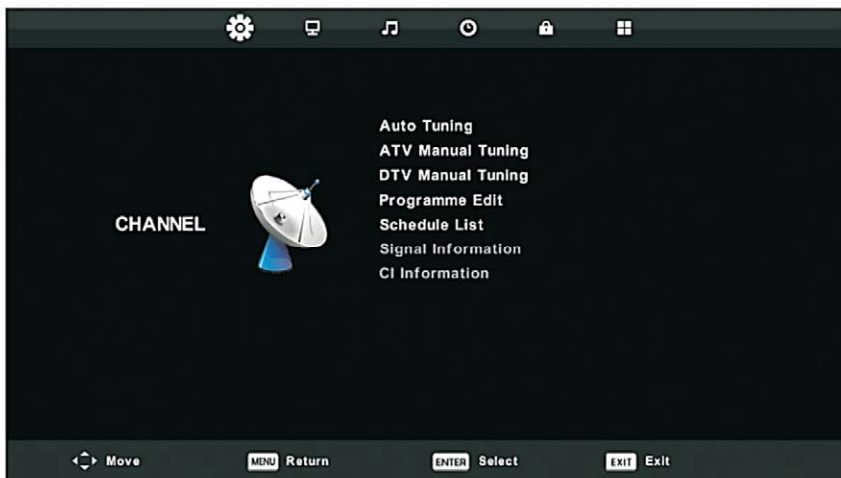 CHANNEL
Auto Tuning
ATV Manual Tuning
DTV Manual Tuning
Programme Edit
Schedule List
Signal Information
CI Information
Move MENU Return ENTER Select EXIT Exit